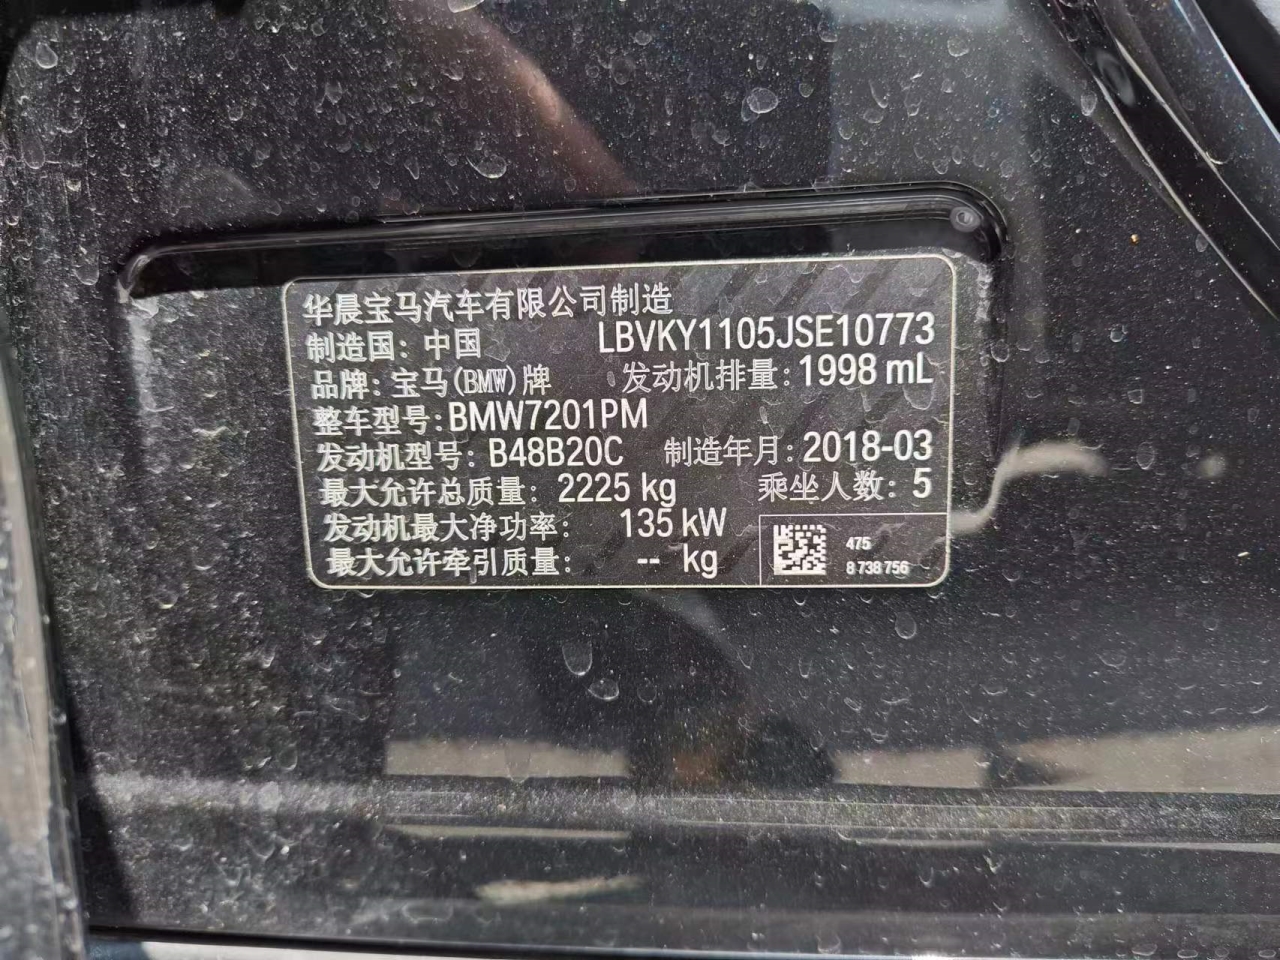 华晨宝马汽车有限公司制造
制造国：中国 LBVKY1105JSE10773
品牌：宝马(BMW)牌 发动机排量：1998 mL
整车型号：BMW7201PM
发动机型号：B48B20C 制造年月：2018-03
最大允许总质量：2225 kg 乘坐人数：5
发动机最大净功率：135 kW
最大允许牵引质量：-- kg
475
8 738 756